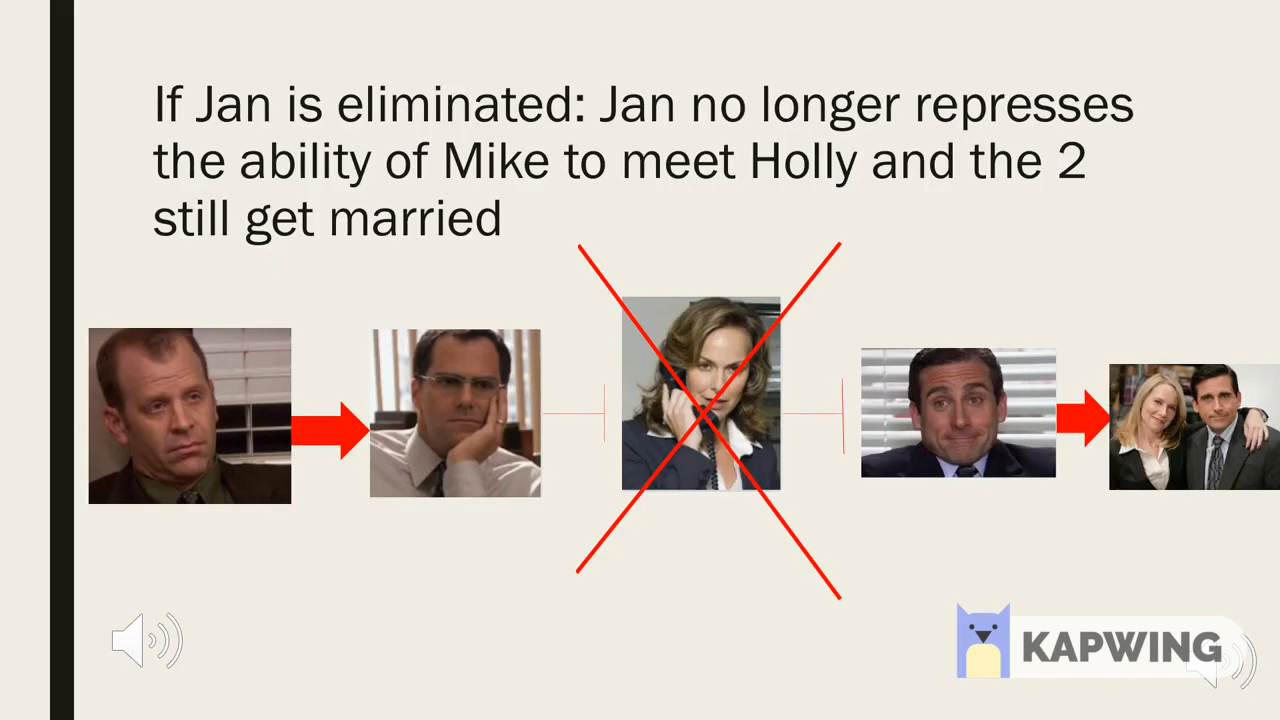 If Jan is eliminated: Jan no longer represses
the ability of Mike to meet Holly and the 2
still get married
KAPWING